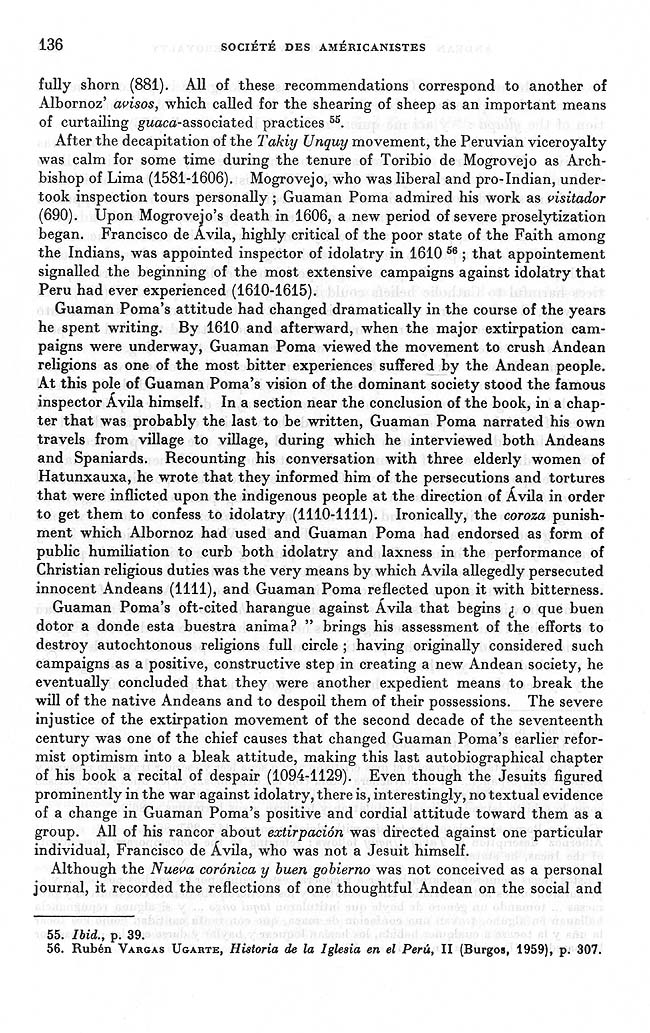 136
SOCIÉTÉ DES AMÉRICANISTES
fully shorn (881). All of these recommendations correspond to another of
Albornoz' avisos, which called for the shearing of sheep as an important means
of curtailing guaca-associated practices 55.
After the decapitation of the Takiy Unquy movement, the Peruvian viceroyalty
was calm for some time during the tenure of Toribio de Mogrovejo as Arch-
bishop of Lima (1581-1606). Mogrovejo, who was liberal and pro-Indian, under-
took inspection tours personally ; Guaman Poma admired his work as visitador
(690). Upon Mogrovejo's death in 1606, a new period of severe proselytization
began. Francisco de Ávila, highly critical of the poor state of the Faith among
the Indians, was appointed inspector of idolatry in 1610 56 ; that appointement
signalled the beginning of the most extensive campaigns against idolatry that
Peru had ever experienced (1610-1615).
Guaman Poma's attitude had changed dramatically in the course of the years
he spent writing. By 1610 and afterward, when the major extirpation cam-
paigns were underway, Guaman Poma viewed the movement to crush Andean
religions as one of the most bitter experiences suffered by the Andean people.
At this pole of Guaman Poma's vision of the dominant society stood the famous
inspector Ávila himself. In a section near the conclusion of the book, in a chap-
ter that was probably the last to be written, Guaman Poma narrated his own
travels from village to village, during which he interviewed both Andeans
and Spaniards. Recounting his conversation with three elderly women of
Hatunxauxa, he wrote that they informed him of the persecutions and tortures
that were inflicted upon the indigenous people at the direction of Ávila in order
to get them to confess to idolatry (1110-1111). Ironically, the coroza punish-
ment which Albornoz had used and Guaman Poma had endorsed as form of
public humiliation to curb both idolatry and laxness in the performance of
Christian religious duties was the very means by which Avila allegedly persecuted
innocent Andeans (1111), and Guaman Poma reflected upon it with bitterness.
Guaman Poma's oft-cited harangue against Ávila that begins ¿ o que buen
dotor a donde esta buestra anima? ” brings his assessment of the efforts to
destroy autochtonous religions full circle ; having originally considered such
campaigns as a positive, constructive step in creating a new Andean society, he
eventually concluded that they were another expedient means to break the
will of the native Andeans and to despoil them of their possessions. The severe
injustice of the extirpation movement of the second decade of the seventeenth
century was one of the chief causes that changed Guaman Poma's earlier refor-
mist optimism into a bleak attitude, making this last autobiographical chapter
of his book a recital of despair (1094-1129). Even though the Jesuits figured
prominently in the war against idolatry, there is, interestingly, no textual evidence
of a change in Guaman Poma's positive and cordial attitude toward them as a
group. All of his rancor about extirpación was directed against one particular
individual, Francisco de Ávila, who was not a Jesuit himself.
Although the Nueva corónica y buen gobierno was not conceived as a personal
journal, it recorded the reflections of one thoughtful Andean on the social and
55. Ibid., p. 39.
56. Rubén VARGAS UGARTE, Historia de la Iglesia en el Perú, II (Burgos, 1959), p. 307.